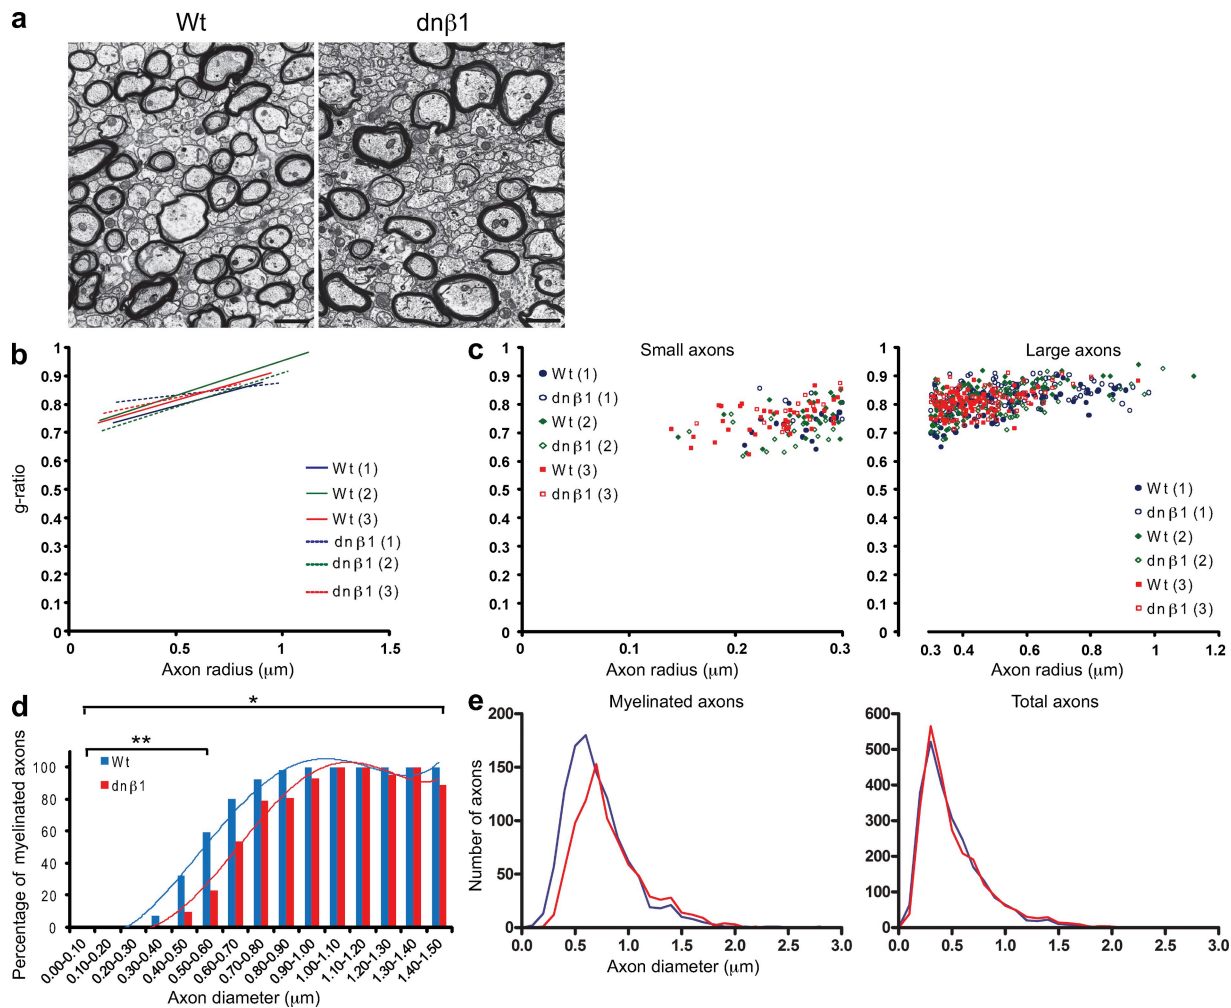 a
Wt
dnβ1
b
1
0.9
0.8
0.7
0.6
0.5
0.4
0.3
0.2
0.1
0
g-ratio
Wt (1)
Wt (2)
Wt (3)
dnβ1 (1)
dnβ1 (2)
dnβ1 (3)
0 0.5 1 1.5
Axon radius (μm)
c
Small axons
1
0.9
0.8
0.7
0.6
0.5
0.4
0.3
0.2
0.1
0
Wt (1)
dnβ1 (1)
Wt (2)
dnβ1 (2)
Wt (3)
dnβ1 (3)
0 0.1 0.2 0.3
Axon radius (μm)
Large axons
1
0.9
0.8
0.7
0.6
0.5
0.4
0.3
0.2
0.1
0
Wt (1)
dnβ1 (1)
Wt (2)
dnβ1 (2)
Wt (3)
dnβ1 (3)
0.3 0.4 0.6 0.8 1 1.2
Axon radius (μm)
d
*
**
Wt
dnβ1
100
80
60
40
20
0
Percentage of myelinated axons
0.00-0.10
0.10-0.20
0.20-0.30
0.30-0.40
0.40-0.50
0.50-0.60
0.60-0.70
0.70-0.80
0.80-0.90
0.90-1.00
1.00-1.10
1.10-1.20
1.20-1.30
1.30-1.40
1.40-1.50
Axon diameter (μm)
e
Myelinated axons
200
150
100
50
0
Number of axons
0.0 0.5 1.0 1.5 2.0 2.5 3.0
Axon diameter (μm)
Total axons
600
500
400
300
200
100
0
0.0 0.5 1.0 1.5 2.0 2.5 3.0